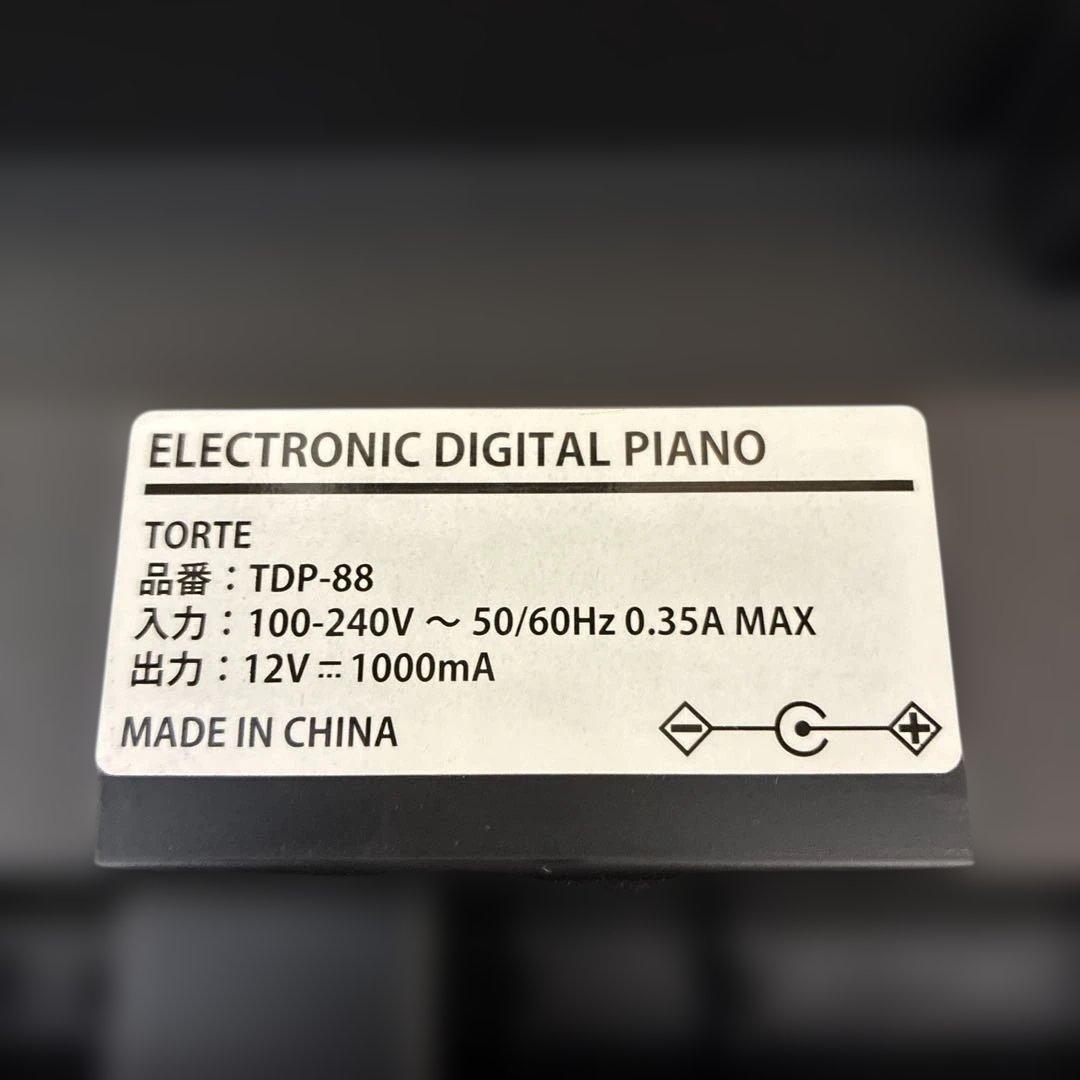 ELECTRONIC DIGITAL PIANO
TORTE
品番：TDP-88
入力：100-240V ～ 50/60Hz 0.35A MAX
出力：12V⎓1000mA
MADE IN CHINA